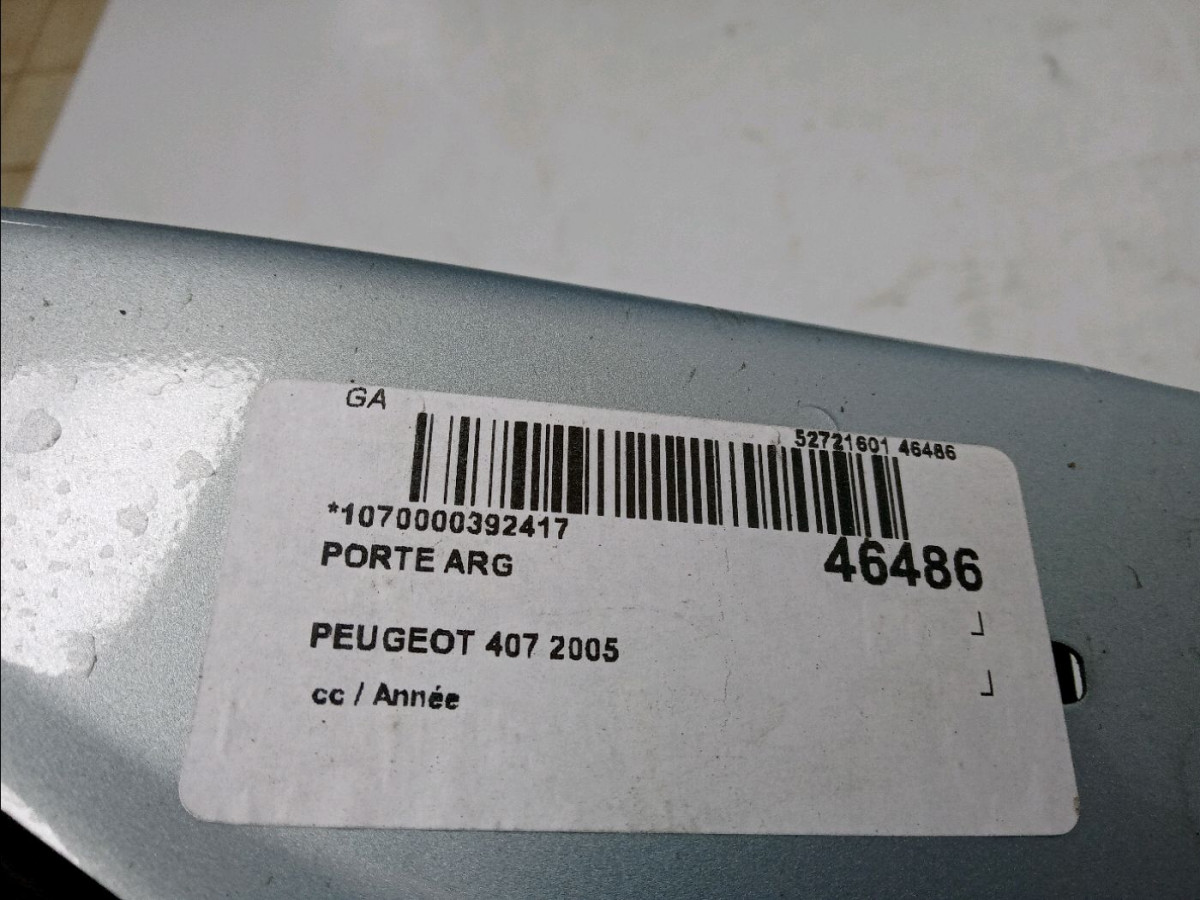 GA
52721601 46486
*1070000392417
46486
PORTE ARG
PEUGEOT 407 2005
cc / Année